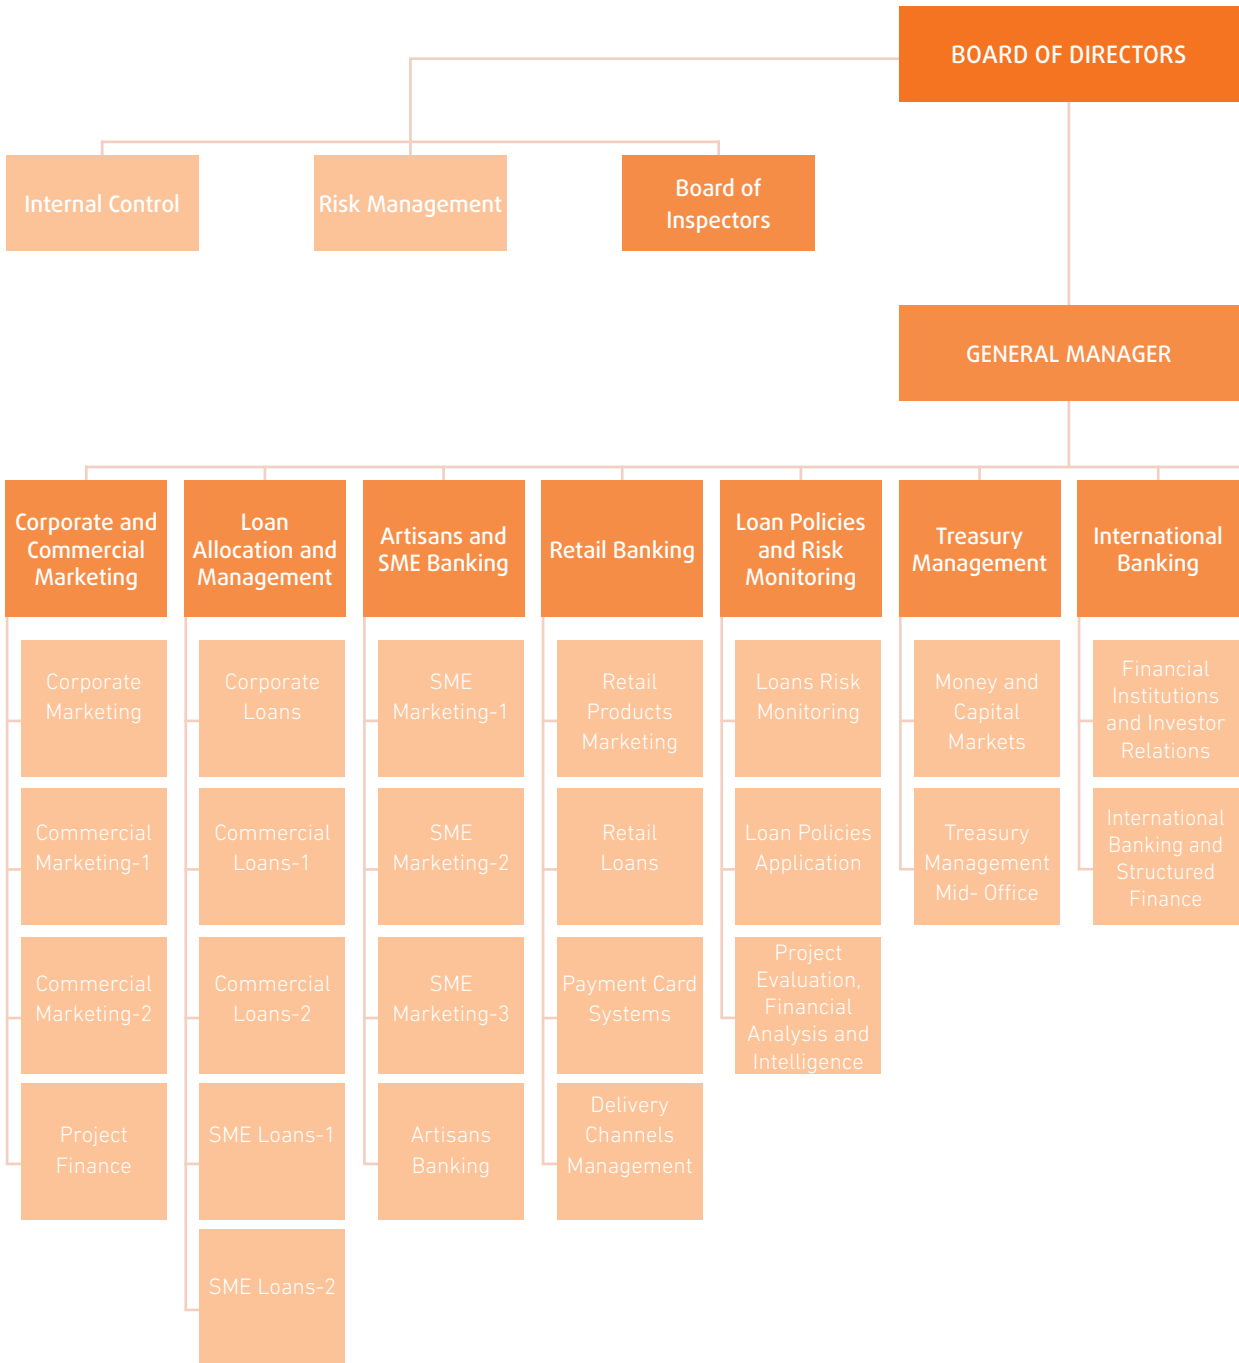 BOARD OF DIRECTORS
Internal Control
Risk Management
Board of
Inspectors
GENERAL MANAGER
Corporate and
Commercial
Marketing
Loan
Allocation and
Management
Artisans and
SME Banking
Retail Banking
Loan Policies
and Risk
Monitoring
Treasury
Management
International
Banking
Corporate
Marketing
Corporate
Loans
SME
Marketing-1
Retail
Products
Marketing
Loans Risk
Monitoring
Money and
Capital
Markets
Financial
Institutions
and Investor
Relations
Commercial
Marketing-1
Commercial
Loans-1
SME
Marketing-2
Retail
Loans
Loan Policies
Application
Treasury
Management
Mid- Office
International
Banking and
Structured
Finance
Commercial
Marketing-2
Commercial
Loans-2
SME
Marketing-3
Payment Card
Systems
Project
Evaluation,
Financial
Analysis and
Intelligence
Project
Finance
SME Loans-1
Artisans
Banking
Delivery
Channels
Management
SME Loans-2